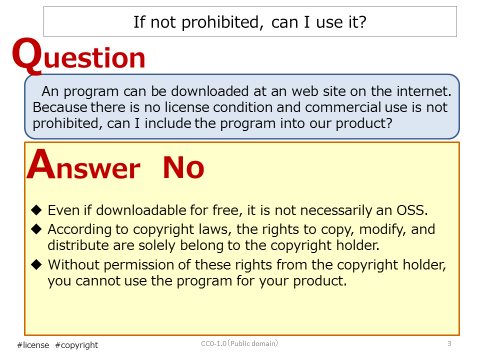 If not prohibited, can I use it?
Question
An program can be downloaded at an web site on the internet.
Because there is no license condition and commercial use is not
prohibited, can I include the program into our product?
Answer No
◆ Even if downloadable for free, it is not necessarily an OSS.
◆ According to copyright laws, the rights to copy, modify, and
distribute are solely belong to the copyright holder.
◆ Without permission of these rights from the copyright holder,
you cannot use the program for your product.
#license #copyright
CC0-1.0(Public domain)
3